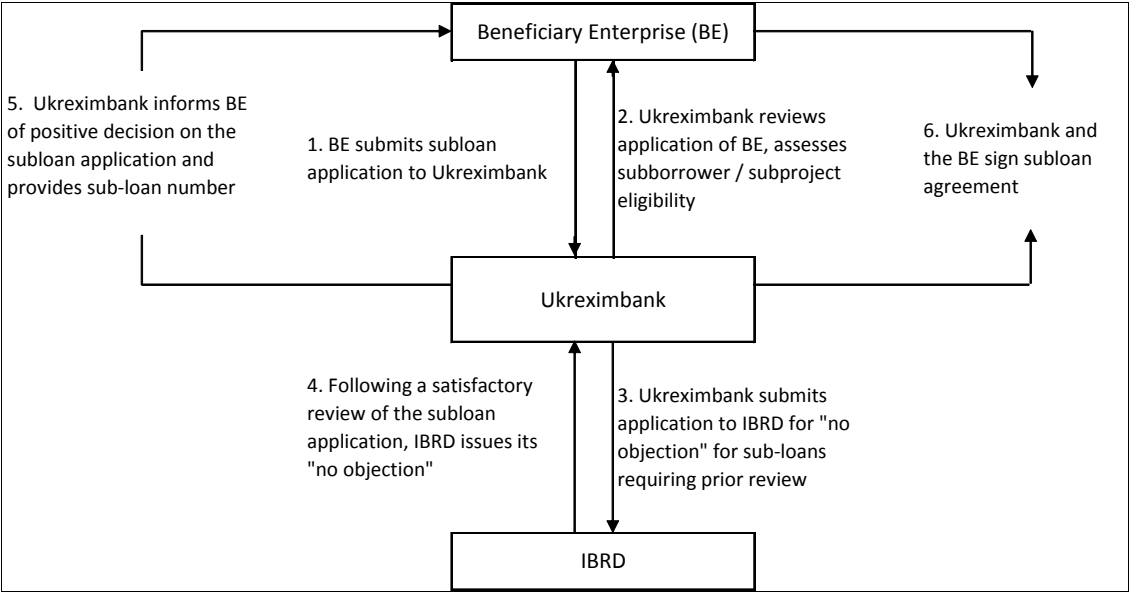 Beneficiary Enterprise (BE)
5. Ukreximbank informs BE
of positive decision on the
subloan application and
provides sub-loan number
1. BE submits subloan
application to Ukreximbank
2. Ukreximbank reviews
application of BE, assesses
subborrower / subproject
eligibility
6. Ukreximbank and
the BE sign subloan
agreement
Ukreximbank
4. Following a satisfactory
review of the subloan
application, IBRD issues its
"no objection"
3. Ukreximbank submits
application to IBRD for "no
objection" for sub-loans
requiring prior review
IBRD